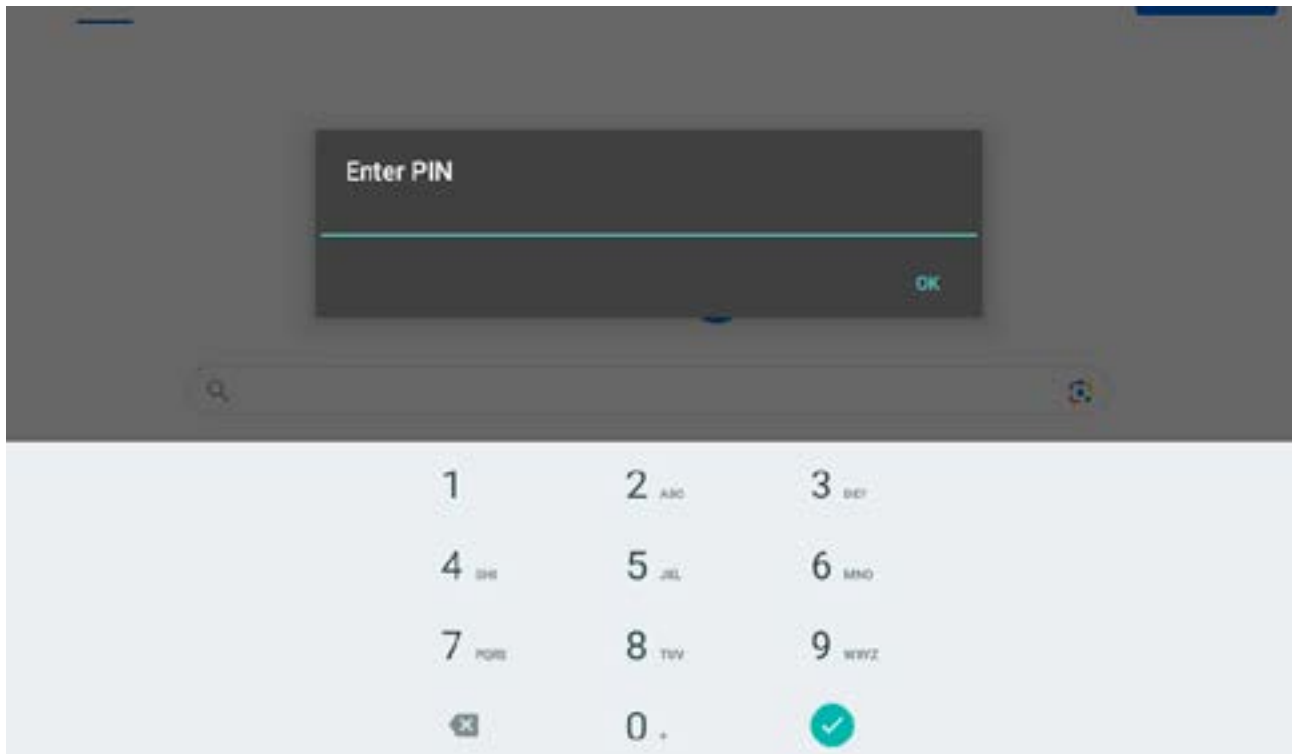 Enter PIN
OK
1 2 ABC 3 DEF
4 GHI 5 JKL 6 MNO
7 PQRS 8 TUV 9 WXYZ
0 +